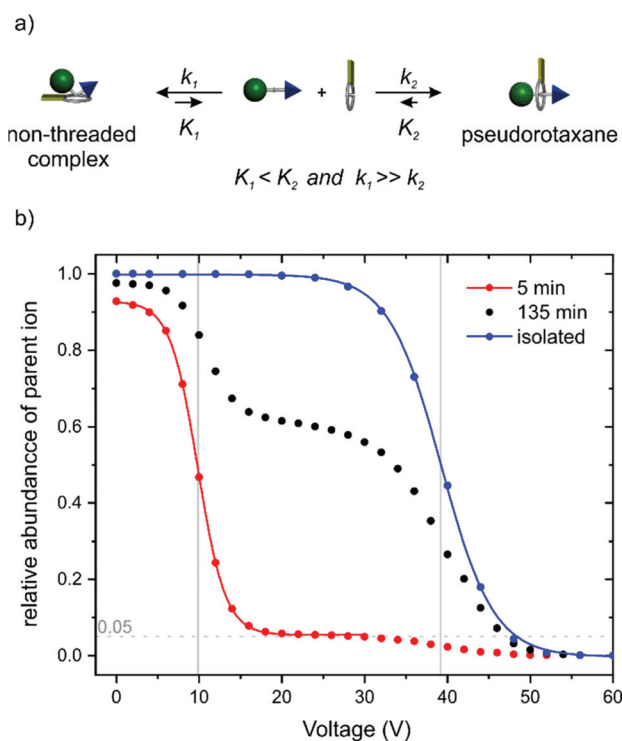 a)
k1 k2
+
K1 K2
non-threaded
complex
pseudorotaxane
K1 < K2 and k1 >> k2
b)
1.0
0.8
0.6
0.4
0.2
0.0
0.05
relative abundancce of parent ion
5 min
135 min
isolated
0 10 20 30 40 50 60
Voltage (V)